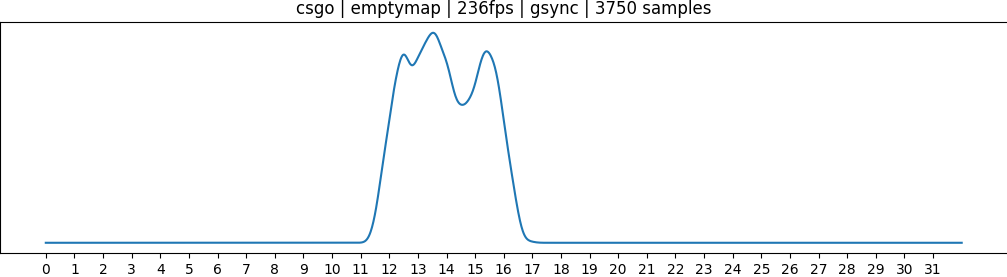 csgo | emptymap | 236fps | gsync | 3750 samples
0 1 2 3 4 5 6 7 8 9 10 11 12 13 14 15 16 17 18 19 20 21 22 23 24 25 26 27 28 29 30 31